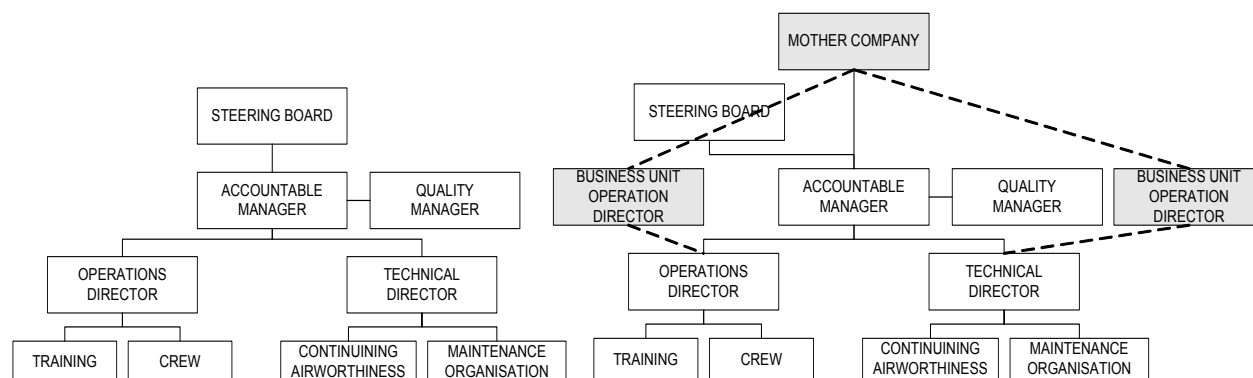 MOTHER COMPANY
STEERING BOARD
STEERING BOARD
ACCOUNTABLE
MANAGER
QUALITY
MANAGER
BUSINESS UNIT
OPERATION
DIRECTOR
ACCOUNTABLE
MANAGER
QUALITY
MANAGER
BUSINESS UNIT
OPERATION
DIRECTOR
OPERATIONS
DIRECTOR
TECHNICAL
DIRECTOR
OPERATIONS
DIRECTOR
TECHNICAL
DIRECTOR
TRAINING
CREW
CONTINUINING
AIRWORTHINESS
MAINTENANCE
ORGANISATION
TRAINING
CREW
CONTINUINING
AIRWORTHINESS
MAINTENANCE
ORGANISATION